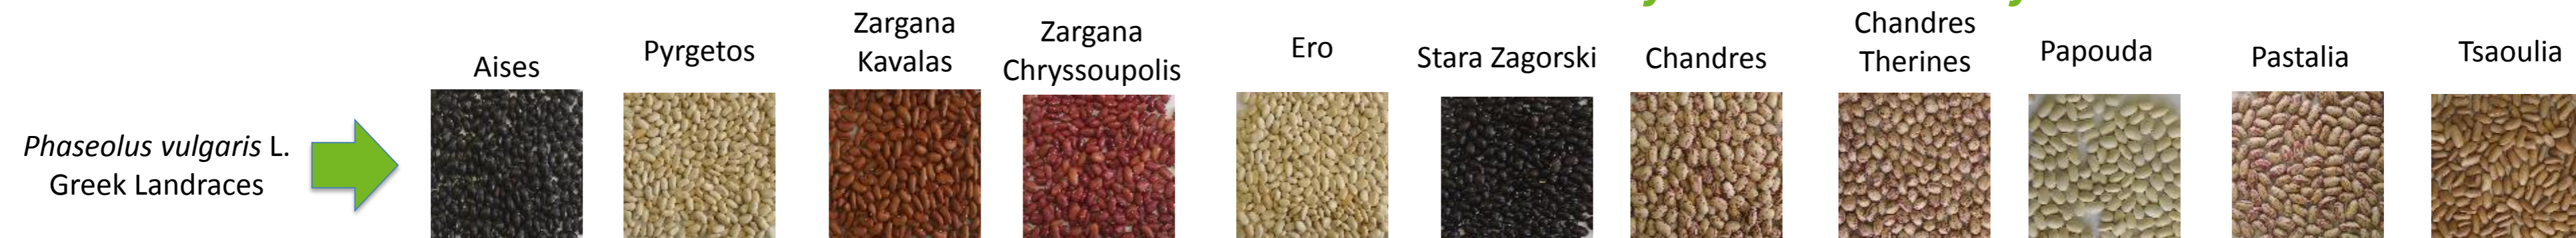 Phaseolus vulgaris L.
Greek Landraces
Aises
Pyrgetos
Zargana
Kavalas
Zargana
Chryssoupolis
Ero
Stara Zagorski
Chandres
Chandres
Therines
Papouda
Pastalia
Tsaoulia